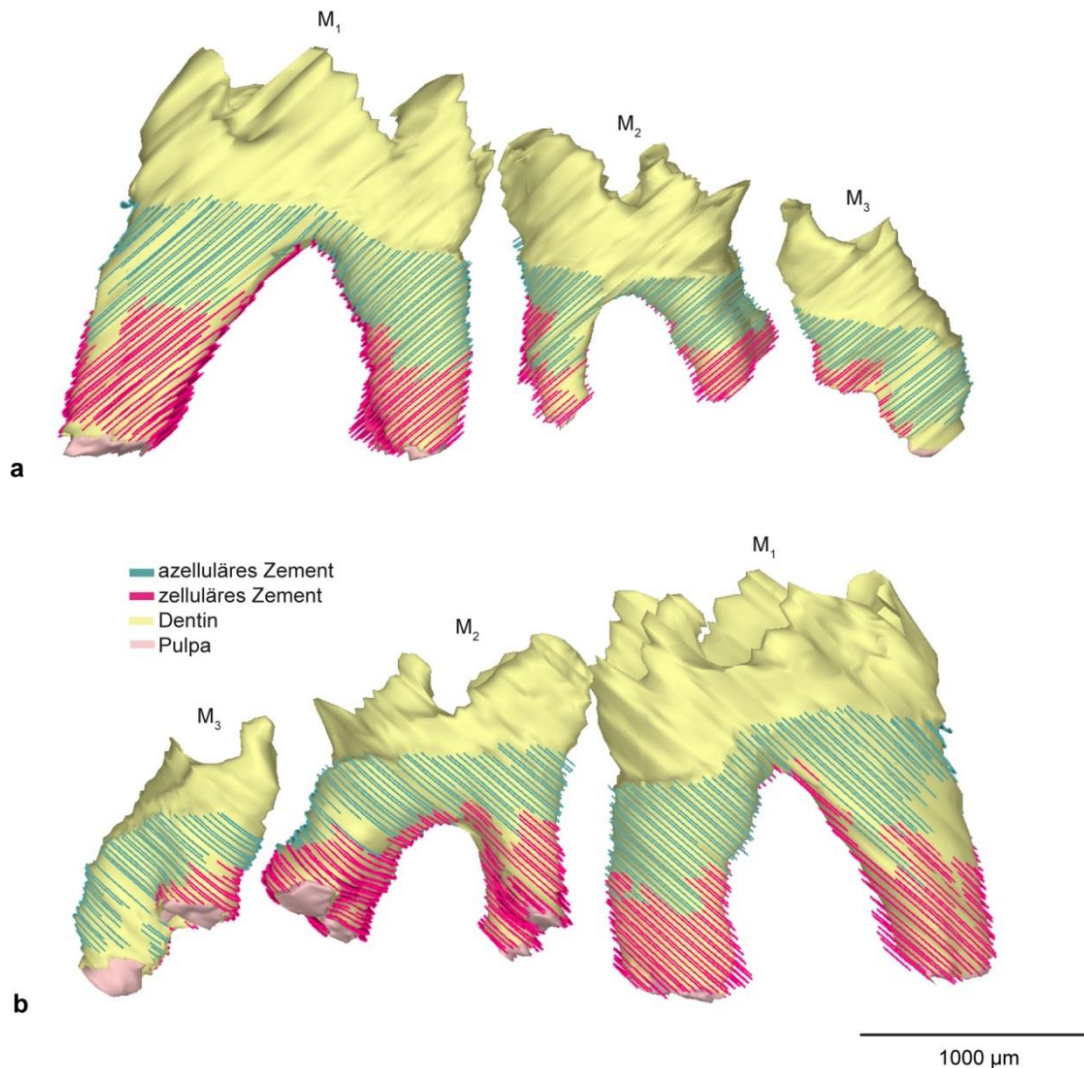 M1
M2
M3
a
azelluläres Zement
zelluläres Zement
Dentin
Pulpa
M1
M2
M3
b
1000 µm